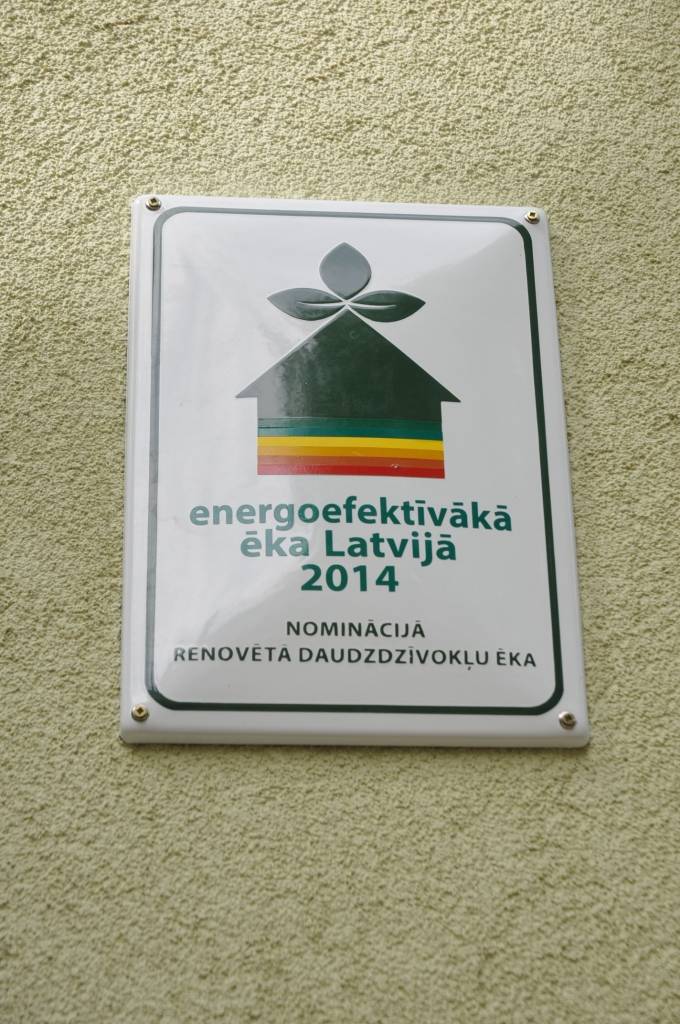 energoefektīvākā
ēka Latvijā
2014
NOMINĀCIJĀ
RENOVĒTĀ DAUDZDZĪVOKĻU ĒKA